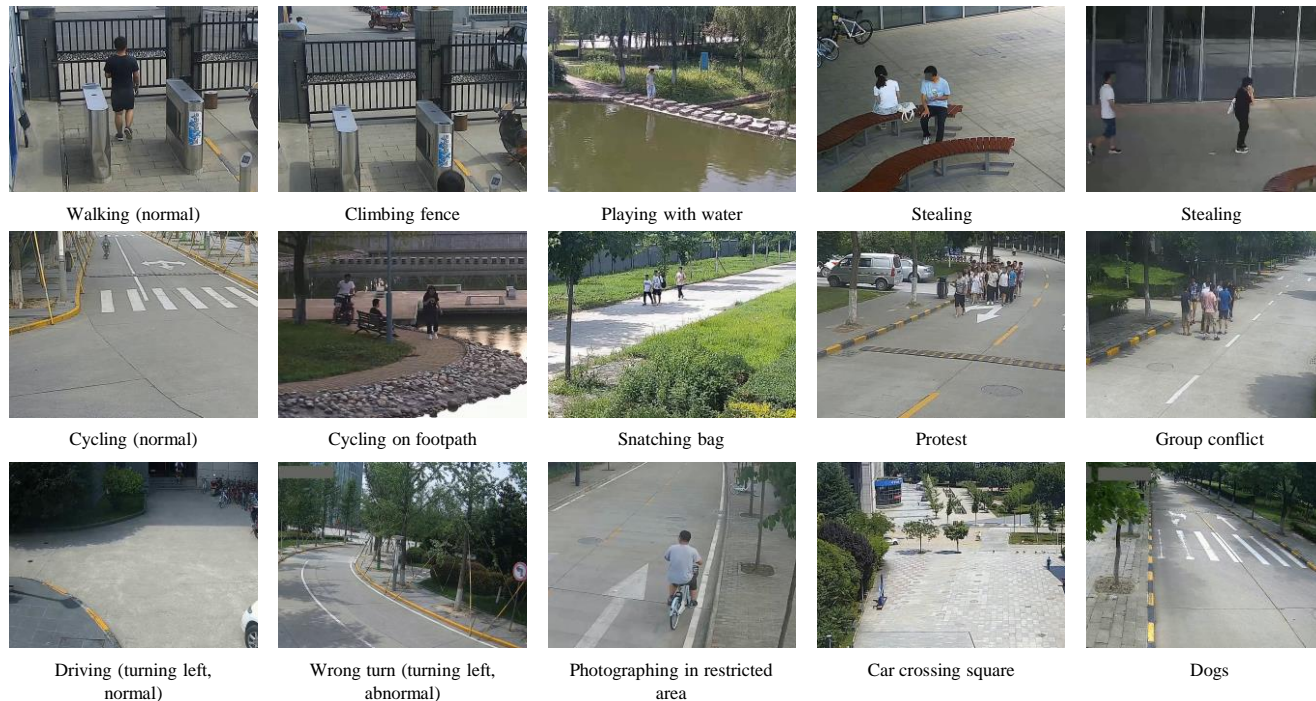 Walking (normal)
Climbing fence
Playing with water
Stealing
Stealing
Cycling (normal)
Cycling on footpath
Snatching bag
Protest
Group conflict
Driving (turning left,
normal)
Wrong turn (turning left,
abnormal)
Photographing in restricted
area
Car crossing square
Dogs